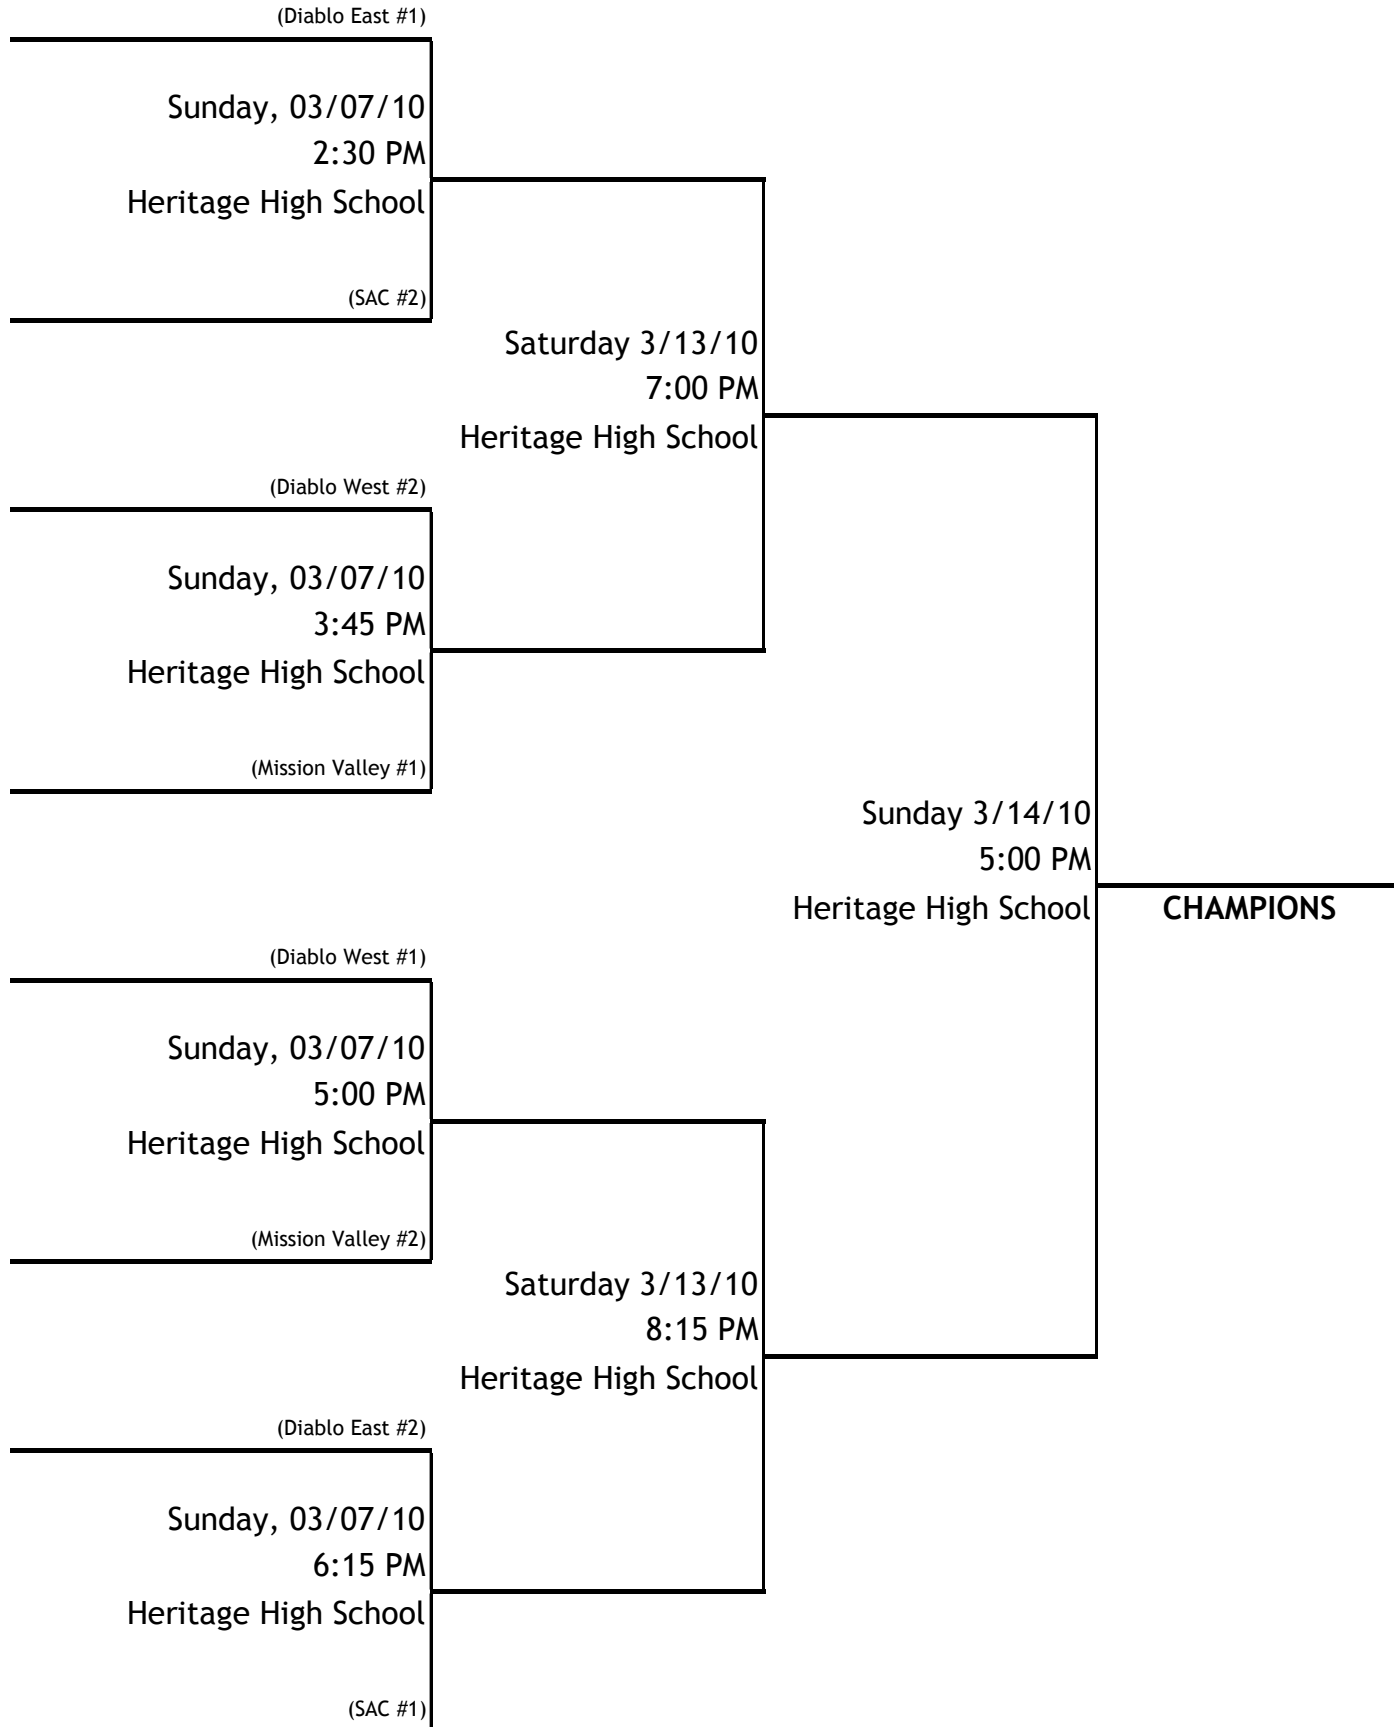 (Diablo East #1)
Sunday, 03/07/10
2:30 PM
Heritage High School
(SAC #2)
Saturday 3/13/10
7:00 PM
Heritage High School
(Diablo West #2)
Sunday, 03/07/10
3:45 PM
Heritage High School
(Mission Valley #1)
Sunday 3/14/10
5:00 PM
Heritage High School
CHAMPIONS
(Diablo West #1)
Sunday, 03/07/10
5:00 PM
Heritage High School
(Mission Valley #2)
Saturday 3/13/10
8:15 PM
Heritage High School
(Diablo East #2)
Sunday, 03/07/10
6:15 PM
Heritage High School
(SAC #1)